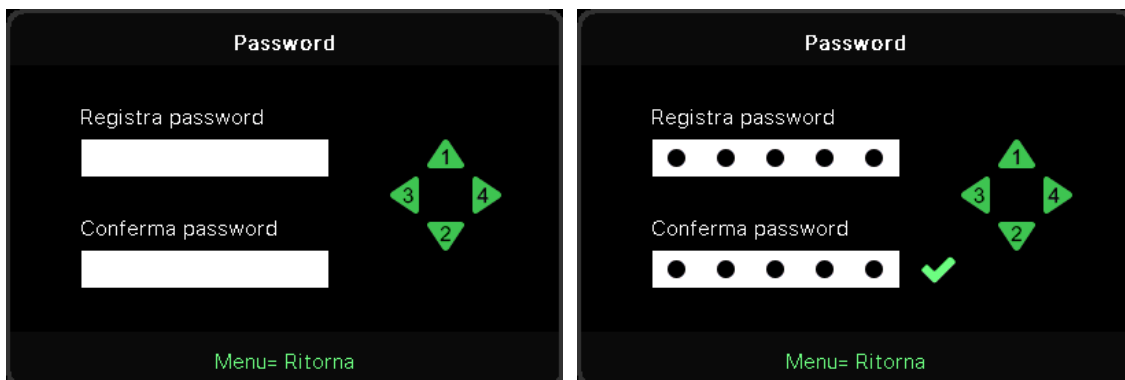 Password
Registra password
1
3
4
Conferma password
2
Menu= Ritorna
Password
Registra password
1
3
4
Conferma password
2
Menu= Ritorna